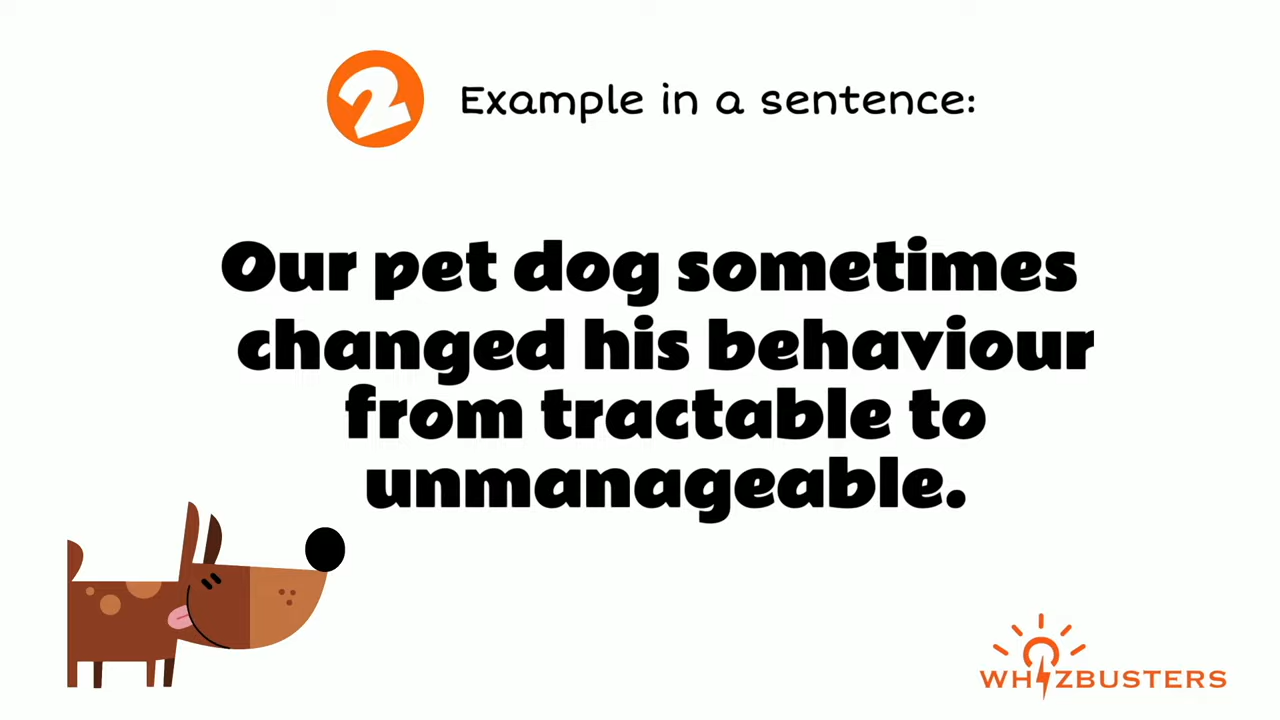 2 Example in a sentence:
Our pet dog sometimes
changed his behaviour
from tractable to
unmanageable.
WHIZBUSTERS